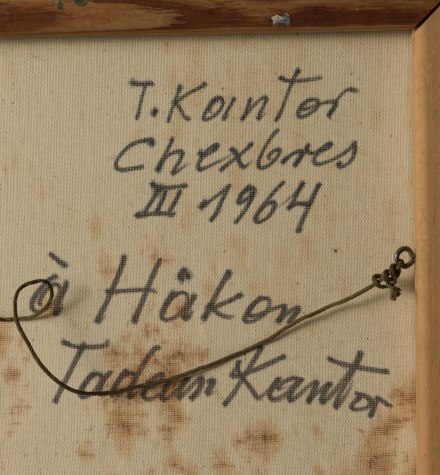 T. Kantor
Chexbres
III 1964
à Håkon
Tadeusz Kantor